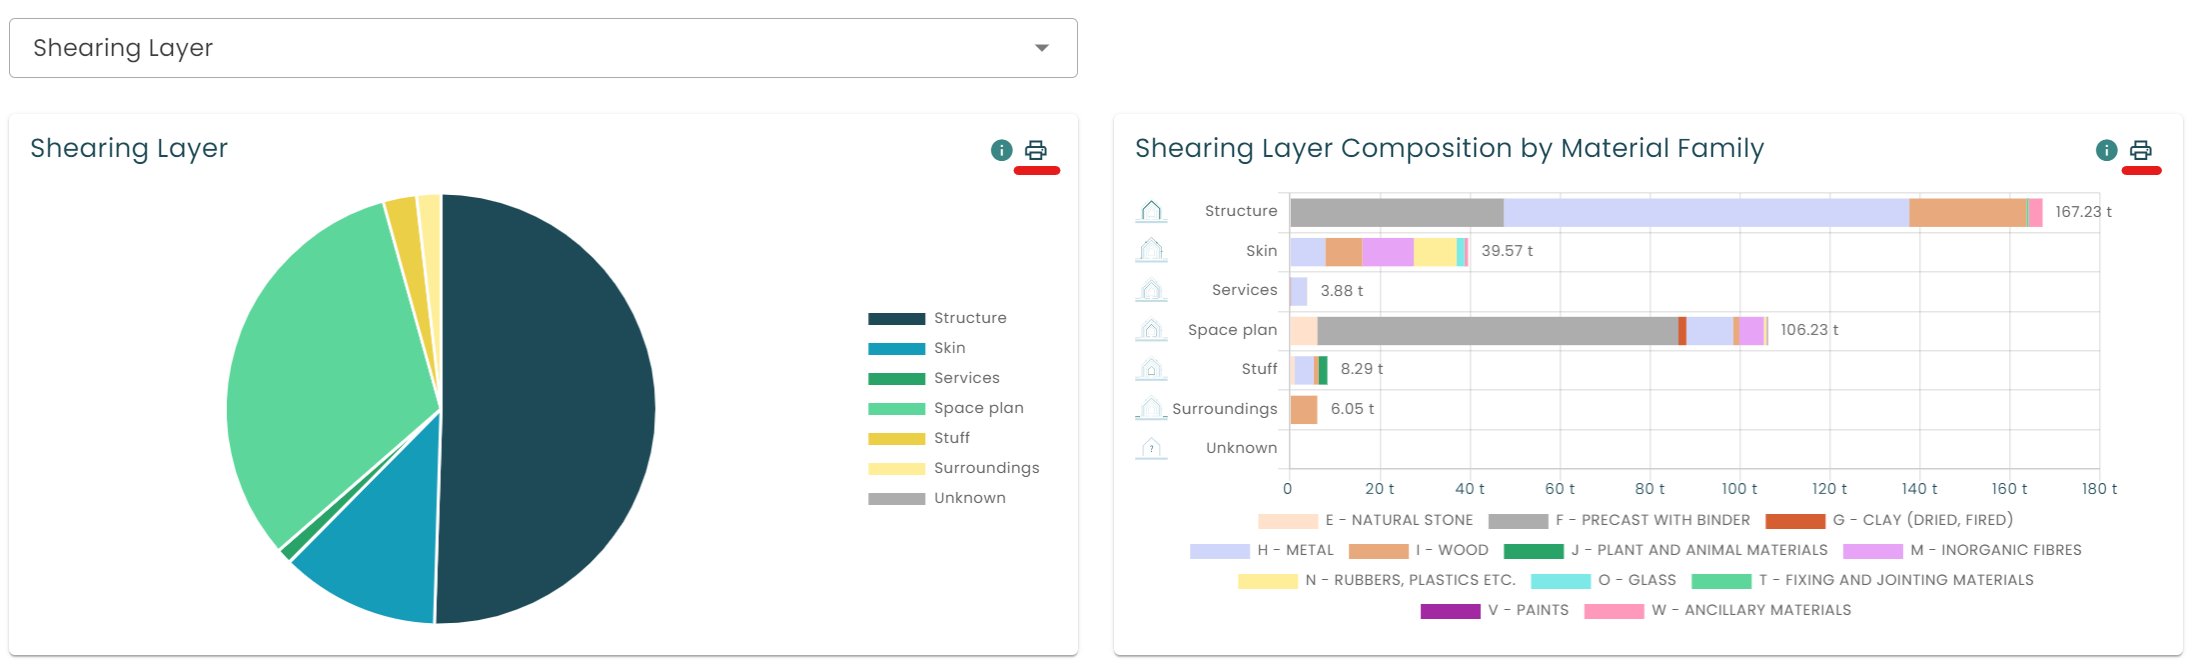 Shearing Layer
Shearing Layer
Structure
Skin
Services
Space plan
Stuff
Surroundings
Unknown
Shearing Layer Composition by Material Family
Structure 167.23 t
Skin 39.57 t
Services 3.88 t
Space plan 106.23 t
Stuff 8.29 t
Surroundings 6.05 t
? Unknown
0 20 t 40 t 60 t 80 t 100 t 120 t 140 t 160 t 180 t
E - NATURAL STONE F - PRECAST WITH BINDER G - CLAY (DRIED, FIRED)
H - METAL I - WOOD J - PLANT AND ANIMAL MATERIALS M - INORGANIC FIBRES
N - RUBBERS, PLASTICS ETC. O - GLASS T - FIXING AND JOINTING MATERIALS
V - PAINTS W - ANCILLARY MATERIALS